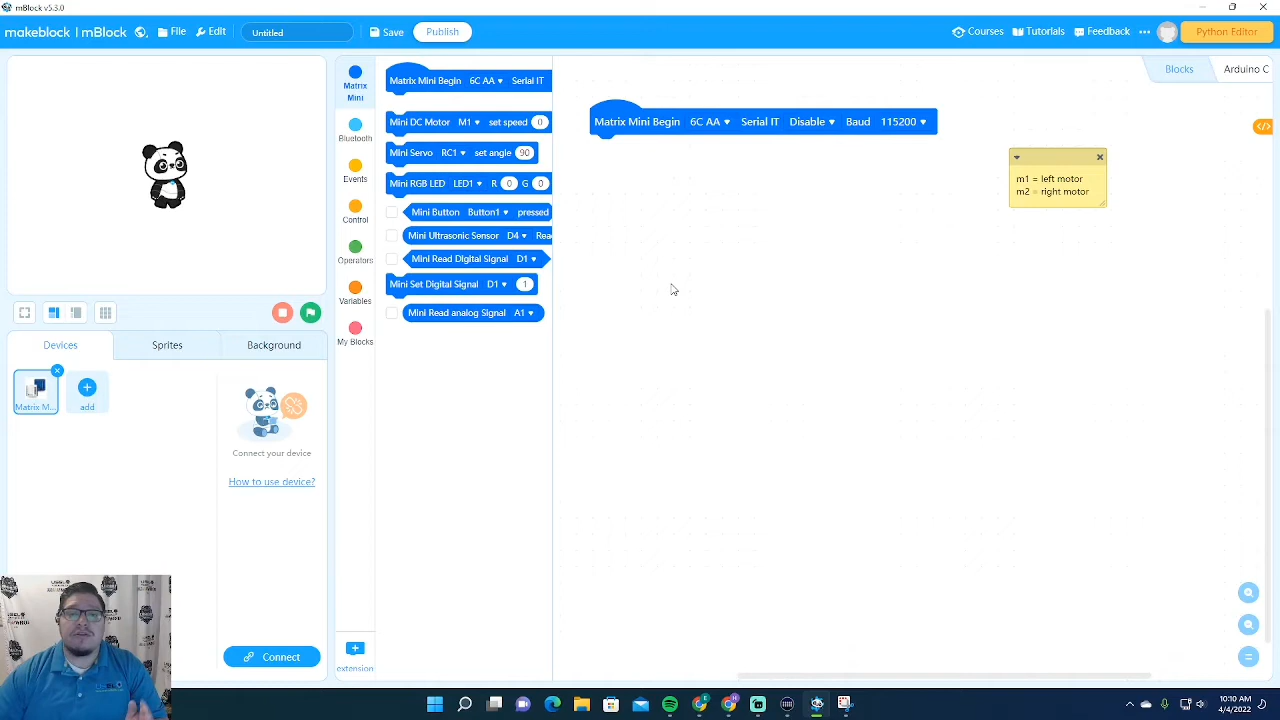 mBlock v5.3.0
makeblock | mBlock
File
Edit
Untitled
Save
Publish
Courses
Tutorials
Feedback
Python Editor
Matrix
Mini
Bluetooth
Events
Control
Operators
Variables
My Blocks
extension
Matrix Mini Begin 6C AA Serial IT
Mini DC Motor M1 set speed 0
Mini Servo RC1 set angle 90
Mini RGB LED LED1 R 0 G 0
Mini Button Button1 pressed
Mini Ultrasonic Sensor D4 Rea
Mini Read Digital Signal D1
Mini Set Digital Signal D1 1
Mini Read analog Signal A1
Matrix Mini Begin 6C AA Serial IT Disable Baud 115200
Blocks
Arduino C
m1 = left motor
m2 = right motor
Devices
Sprites
Background
Matrix M...
add
Connect your device
How to use device?
Connect
10:10 AM
4/4/2022